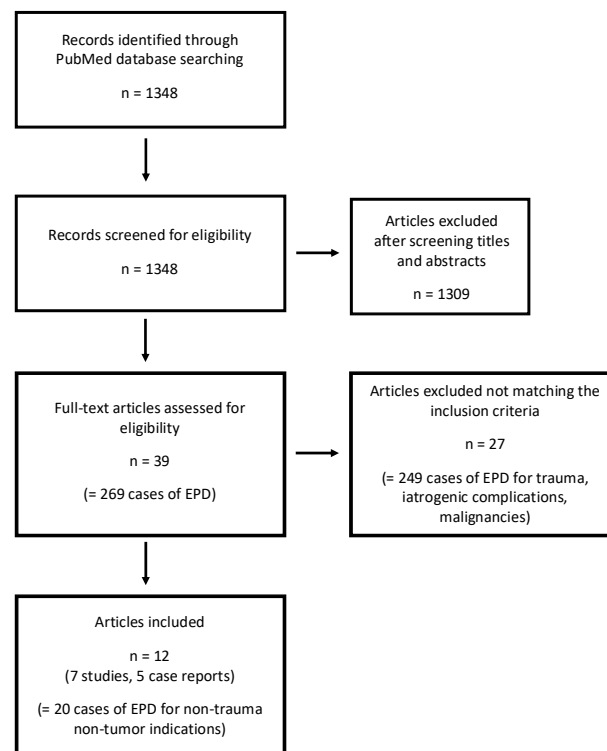 Records identified through
PubMed database searching
n = 1348
Records screened for eligibility
n = 1348
Articles excluded
after screening titles
and abstracts
n = 1309
Full-text articles assessed for
eligibility
n = 39
(= 269 cases of EPD)
Articles excluded not matching the
inclusion criteria
n = 27
(= 249 cases of EPD for trauma,
iatrogenic complications,
malignancies)
Articles included
n = 12
(7 studies, 5 case reports)
(= 20 cases of EPD for non-trauma
non-tumor indications)